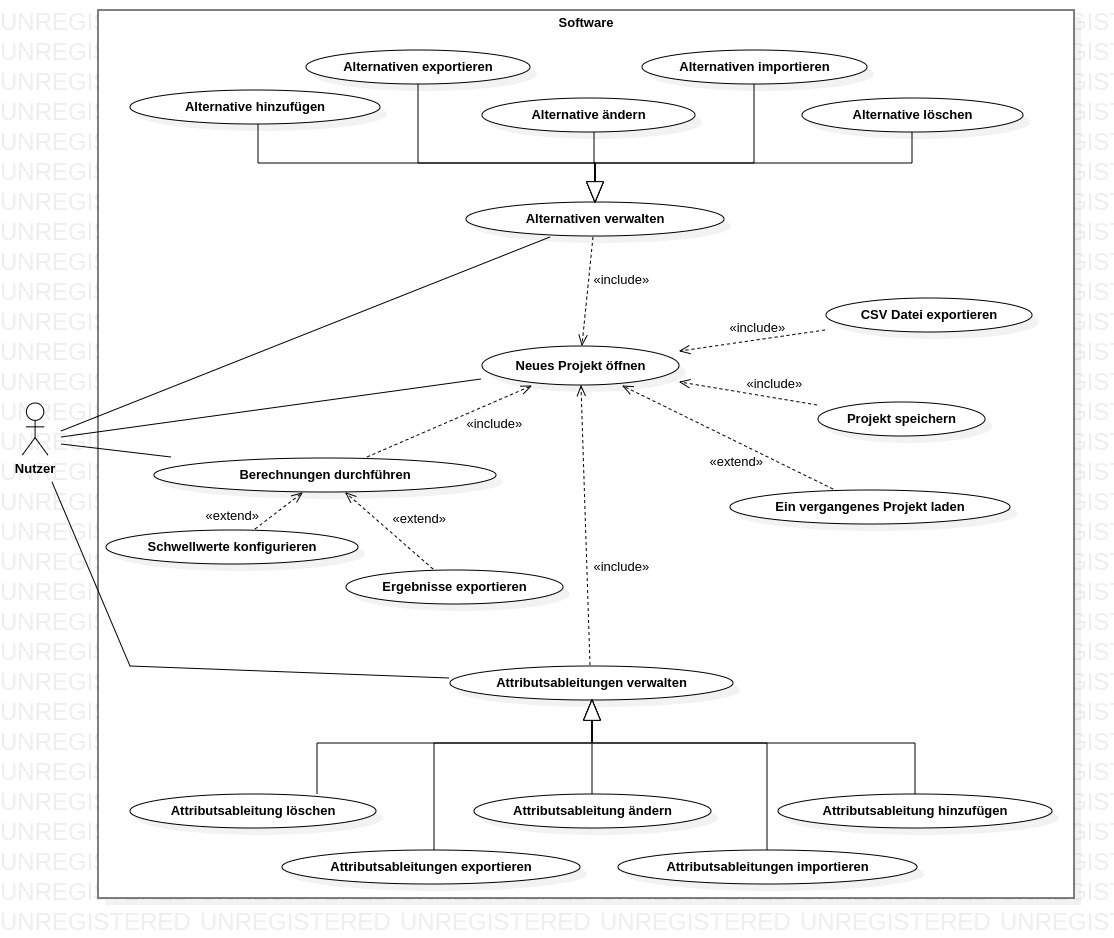 Software
Alternativen exportieren
Alternativen importieren
Alternative hinzufügen
Alternative ändern
Alternative löschen
Alternativen verwalten
«include»
CSV Datei exportieren
«include»
Neues Projekt öffnen
«include»
Projekt speichern
«include»
«extend»
Nutzer
Berechnungen durchführen
Ein vergangenes Projekt laden
«extend»
«extend»
Schwellwerte konfigurieren
«include»
Ergebnisse exportieren
Attributsableitungen verwalten
Attributsableitung löschen
Attributsableitung ändern
Attributsableitung hinzufügen
Attributsableitungen exportieren
Attributsableitungen importieren
UNREGISTERED UNREGISTERED UNREGISTERED UNREGISTERED UNREGISTERED